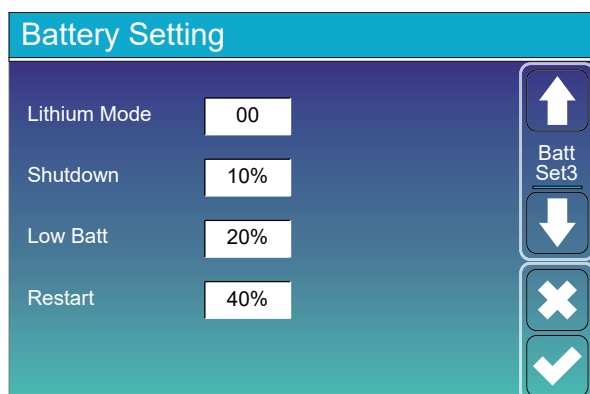 Battery Setting
Lithium Mode 00
Shutdown 10%
Batt
Set3
Low Batt 20%
Restart 40%